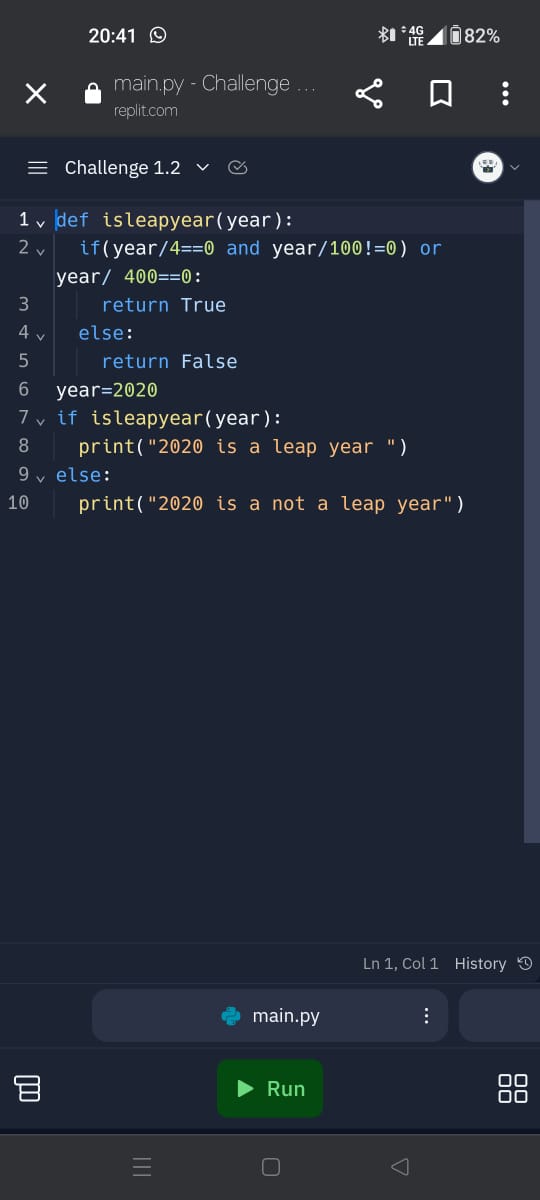 20:41 4G LTE 82%
main.py - Challenge ...
replit.com
Challenge 1.2
1 def isleapyear(year):
2 if(year/4==0 and year/100!=0) or
year/ 400==0:
3 return True
4 else:
5 return False
6 year=2020
7 if isleapyear(year):
8 print("2020 is a leap year ")
9 else:
10 print("2020 is a not a leap year")
Ln 1, Col 1 History
main.py
Run